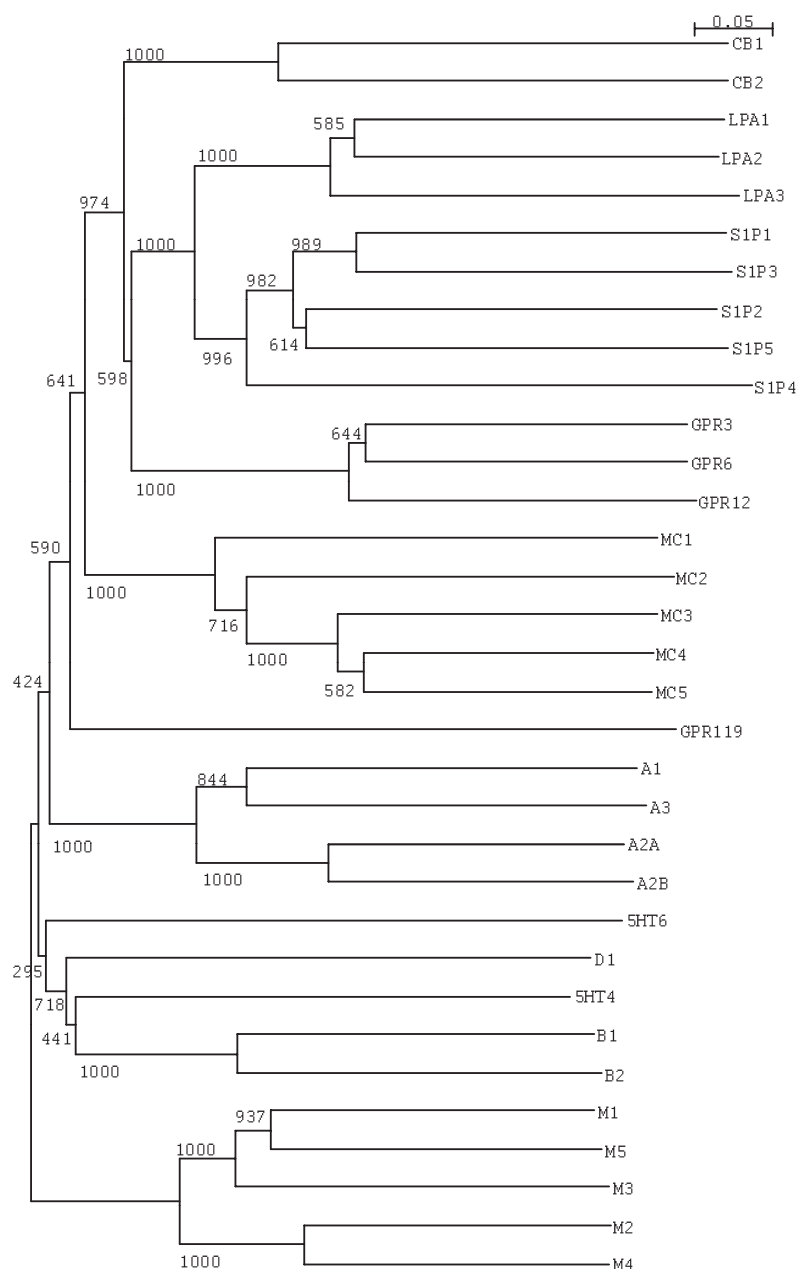 0.05
1000
CB1
CB2
585
LPA1
1000
LPA2
974
LPA3
1000
989
S1P1
982
S1P3
S1P2
614
S1P5
996
598
641
S1P4
644
GPR3
GPR6
1000
GPR12
590
MC1
1000
MC2
716
MC3
1000
MC4
582
424
MC5
GPR119
844
A1
A3
1000
A2A
1000
A2B
5HT6
295
D1
718
5HT4
441
B1
1000
B2
937
M1
1000
M5
M3
M2
1000
M4